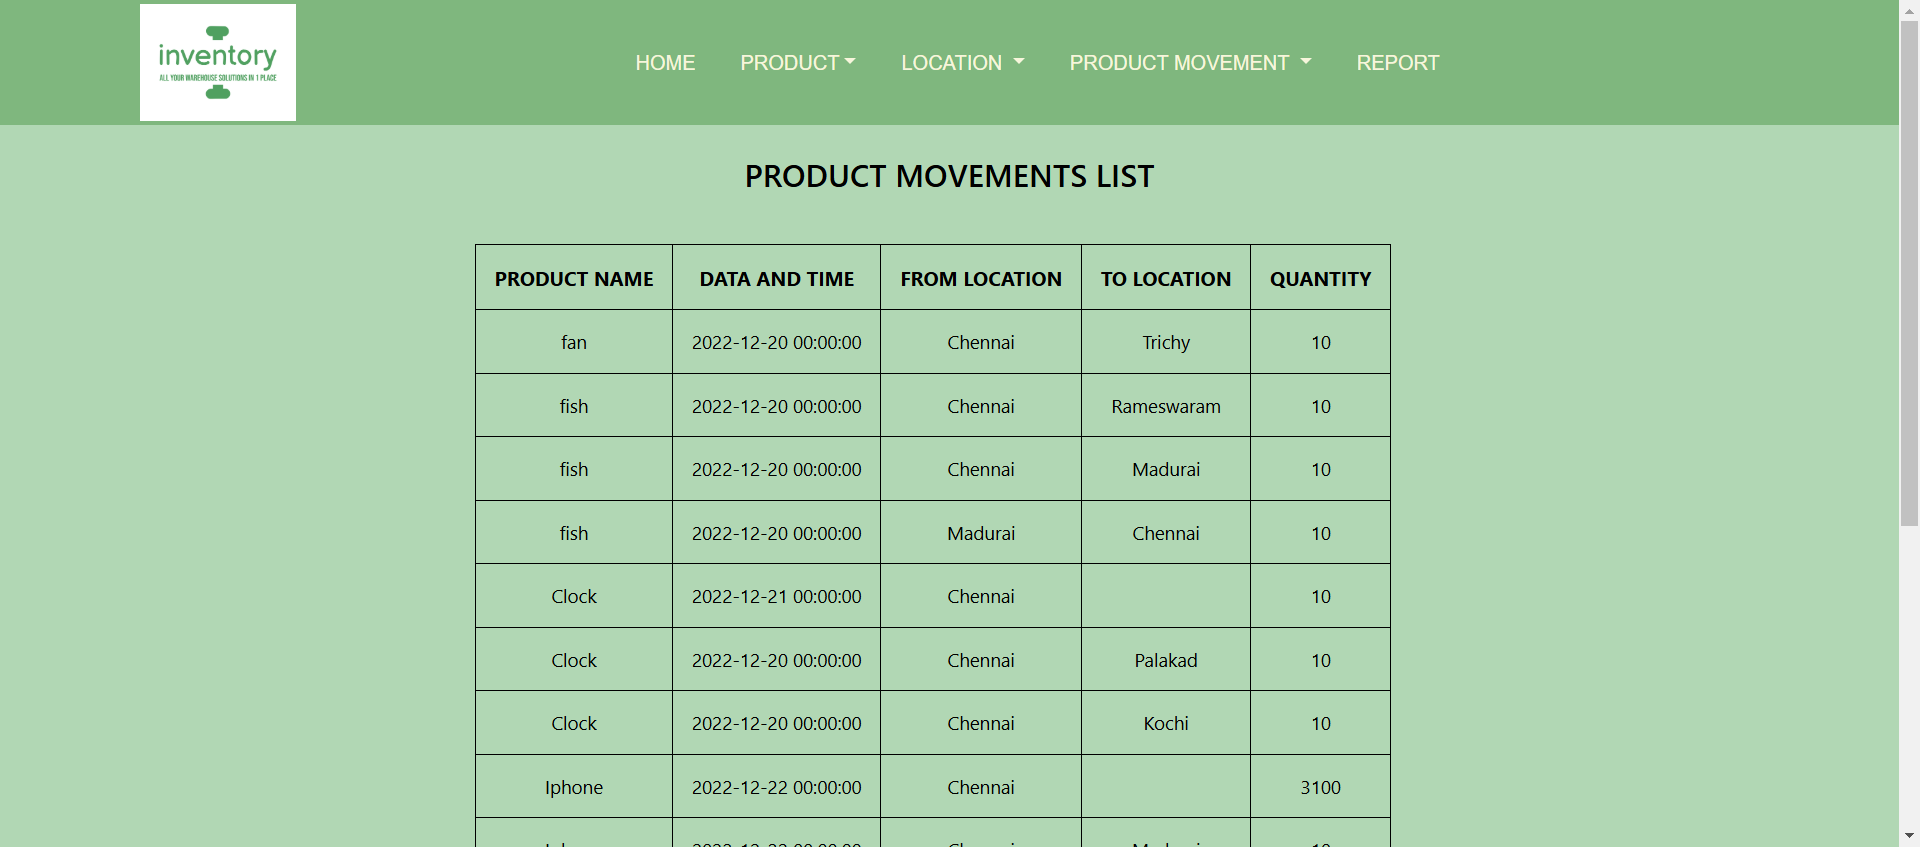 inventory
ALL YOUR WAREHOUSE SOLUTIONS IN 1 PLACE
HOME PRODUCT LOCATION PRODUCT MOVEMENT REPORT
PRODUCT MOVEMENTS LIST
PRODUCT NAME DATA AND TIME FROM LOCATION TO LOCATION QUANTITY
fan 2022-12-20 00:00:00 Chennai Trichy 10
fish 2022-12-20 00:00:00 Chennai Rameswaram 10
fish 2022-12-20 00:00:00 Chennai Madurai 10
fish 2022-12-20 00:00:00 Madurai Chennai 10
Clock 2022-12-21 00:00:00 Chennai 10
Clock 2022-12-20 00:00:00 Chennai Palakad 10
Clock 2022-12-20 00:00:00 Chennai Kochi 10
Iphone 2022-12-22 00:00:00 Chennai 3100